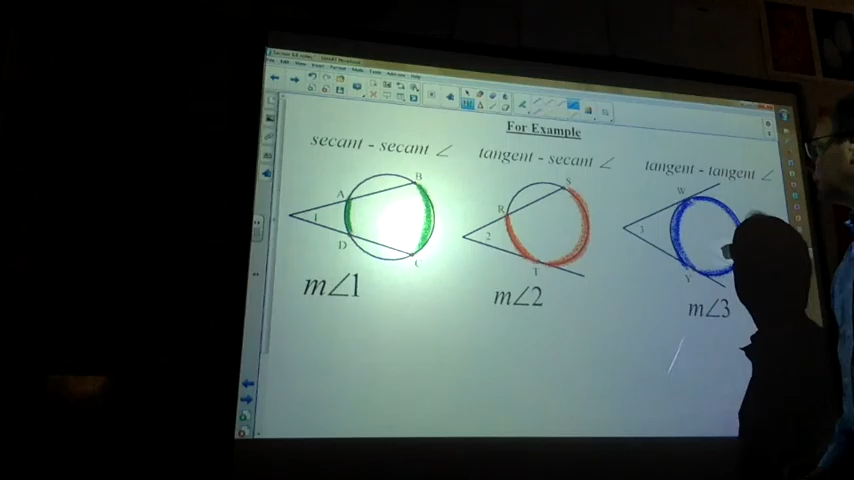 For Example
secant - secant ∠
tangent - secant ∠
tangent - tangent ∠
A
B
1
D
C
R
S
2
T
W
3
Y
m∠1
m∠2
m∠3